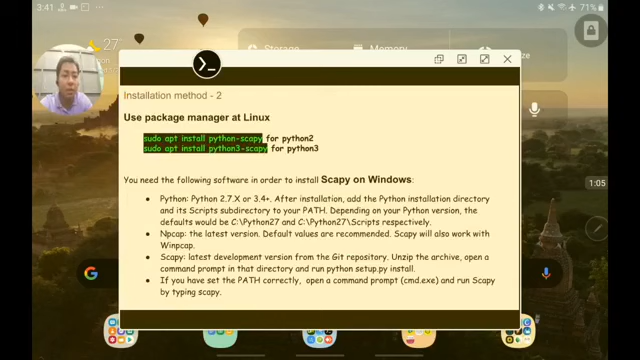 3:41
71%
27
Storage
Memory
Installation method - 2
Use package manager at Linux
sudo apt install python-scapy for python2
sudo apt install python3-scapy for python3
You need the following software in order to install Scapy on Windows:
• Python: Python 2.7.X or 3.4+. After installation, add the Python installation directory
and its Scripts subdirectory to your PATH. Depending on your Python version, the
defaults would be C:\Python27 and C:\Python27\Scripts respectively.
• Npcap: the latest version. Default values are recommended. Scapy will also work with
Winpcap.
• Scapy: latest development version from the Git repository. Unzip the archive, open a
command prompt in that directory and run python setup.py install.
• If you have set the PATH correctly, open a command prompt (cmd.exe) and run Scapy
by typing scapy.
1:05